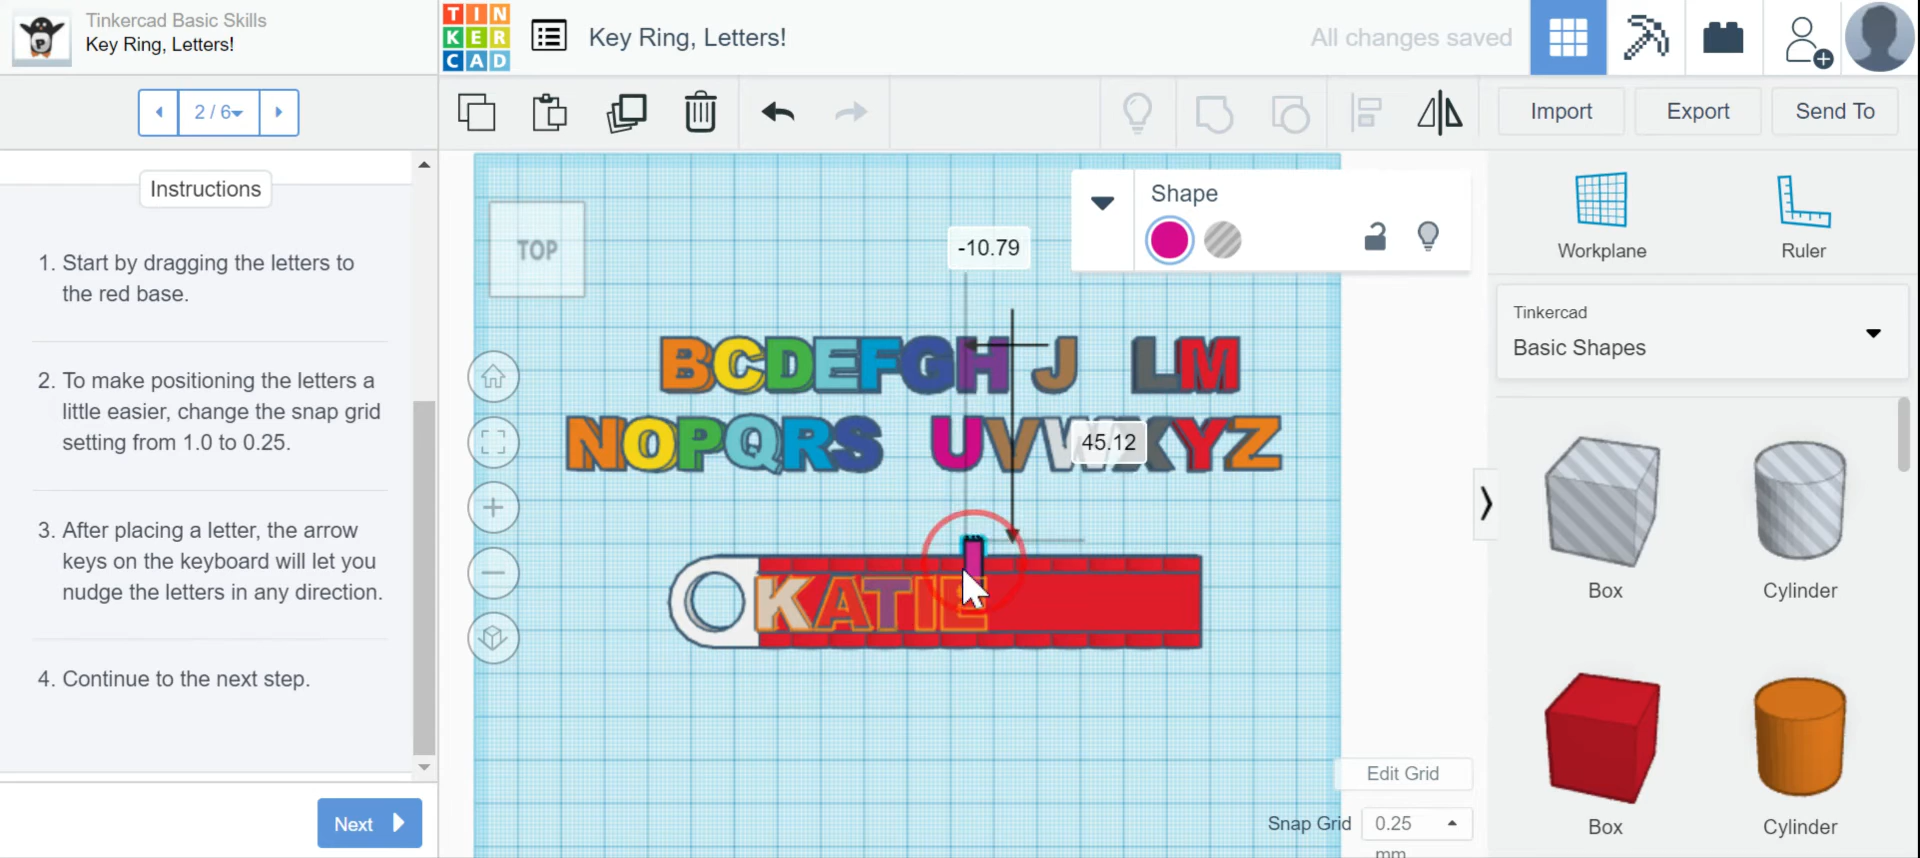 Tinkercad Basic Skills
Key Ring, Letters!
TIN
KER
CAD
Key Ring, Letters!
All changes saved
2 / 6
Import
Export
Send To
Instructions
1. Start by dragging the letters to
the red base.
2. To make positioning the letters a
little easier, change the snap grid
setting from 1.0 to 0.25.
3. After placing a letter, the arrow
keys on the keyboard will let you
nudge the letters in any direction.
4. Continue to the next step.
Next
TOP
-10.79
Shape
BCDEFGH J LM
NOPQRS UVWXYZ
45.12
KATIE
Edit Grid
Snap Grid 0.25
mm
Workplane
Ruler
Tinkercad
Basic Shapes
Box
Cylinder
Box
Cylinder